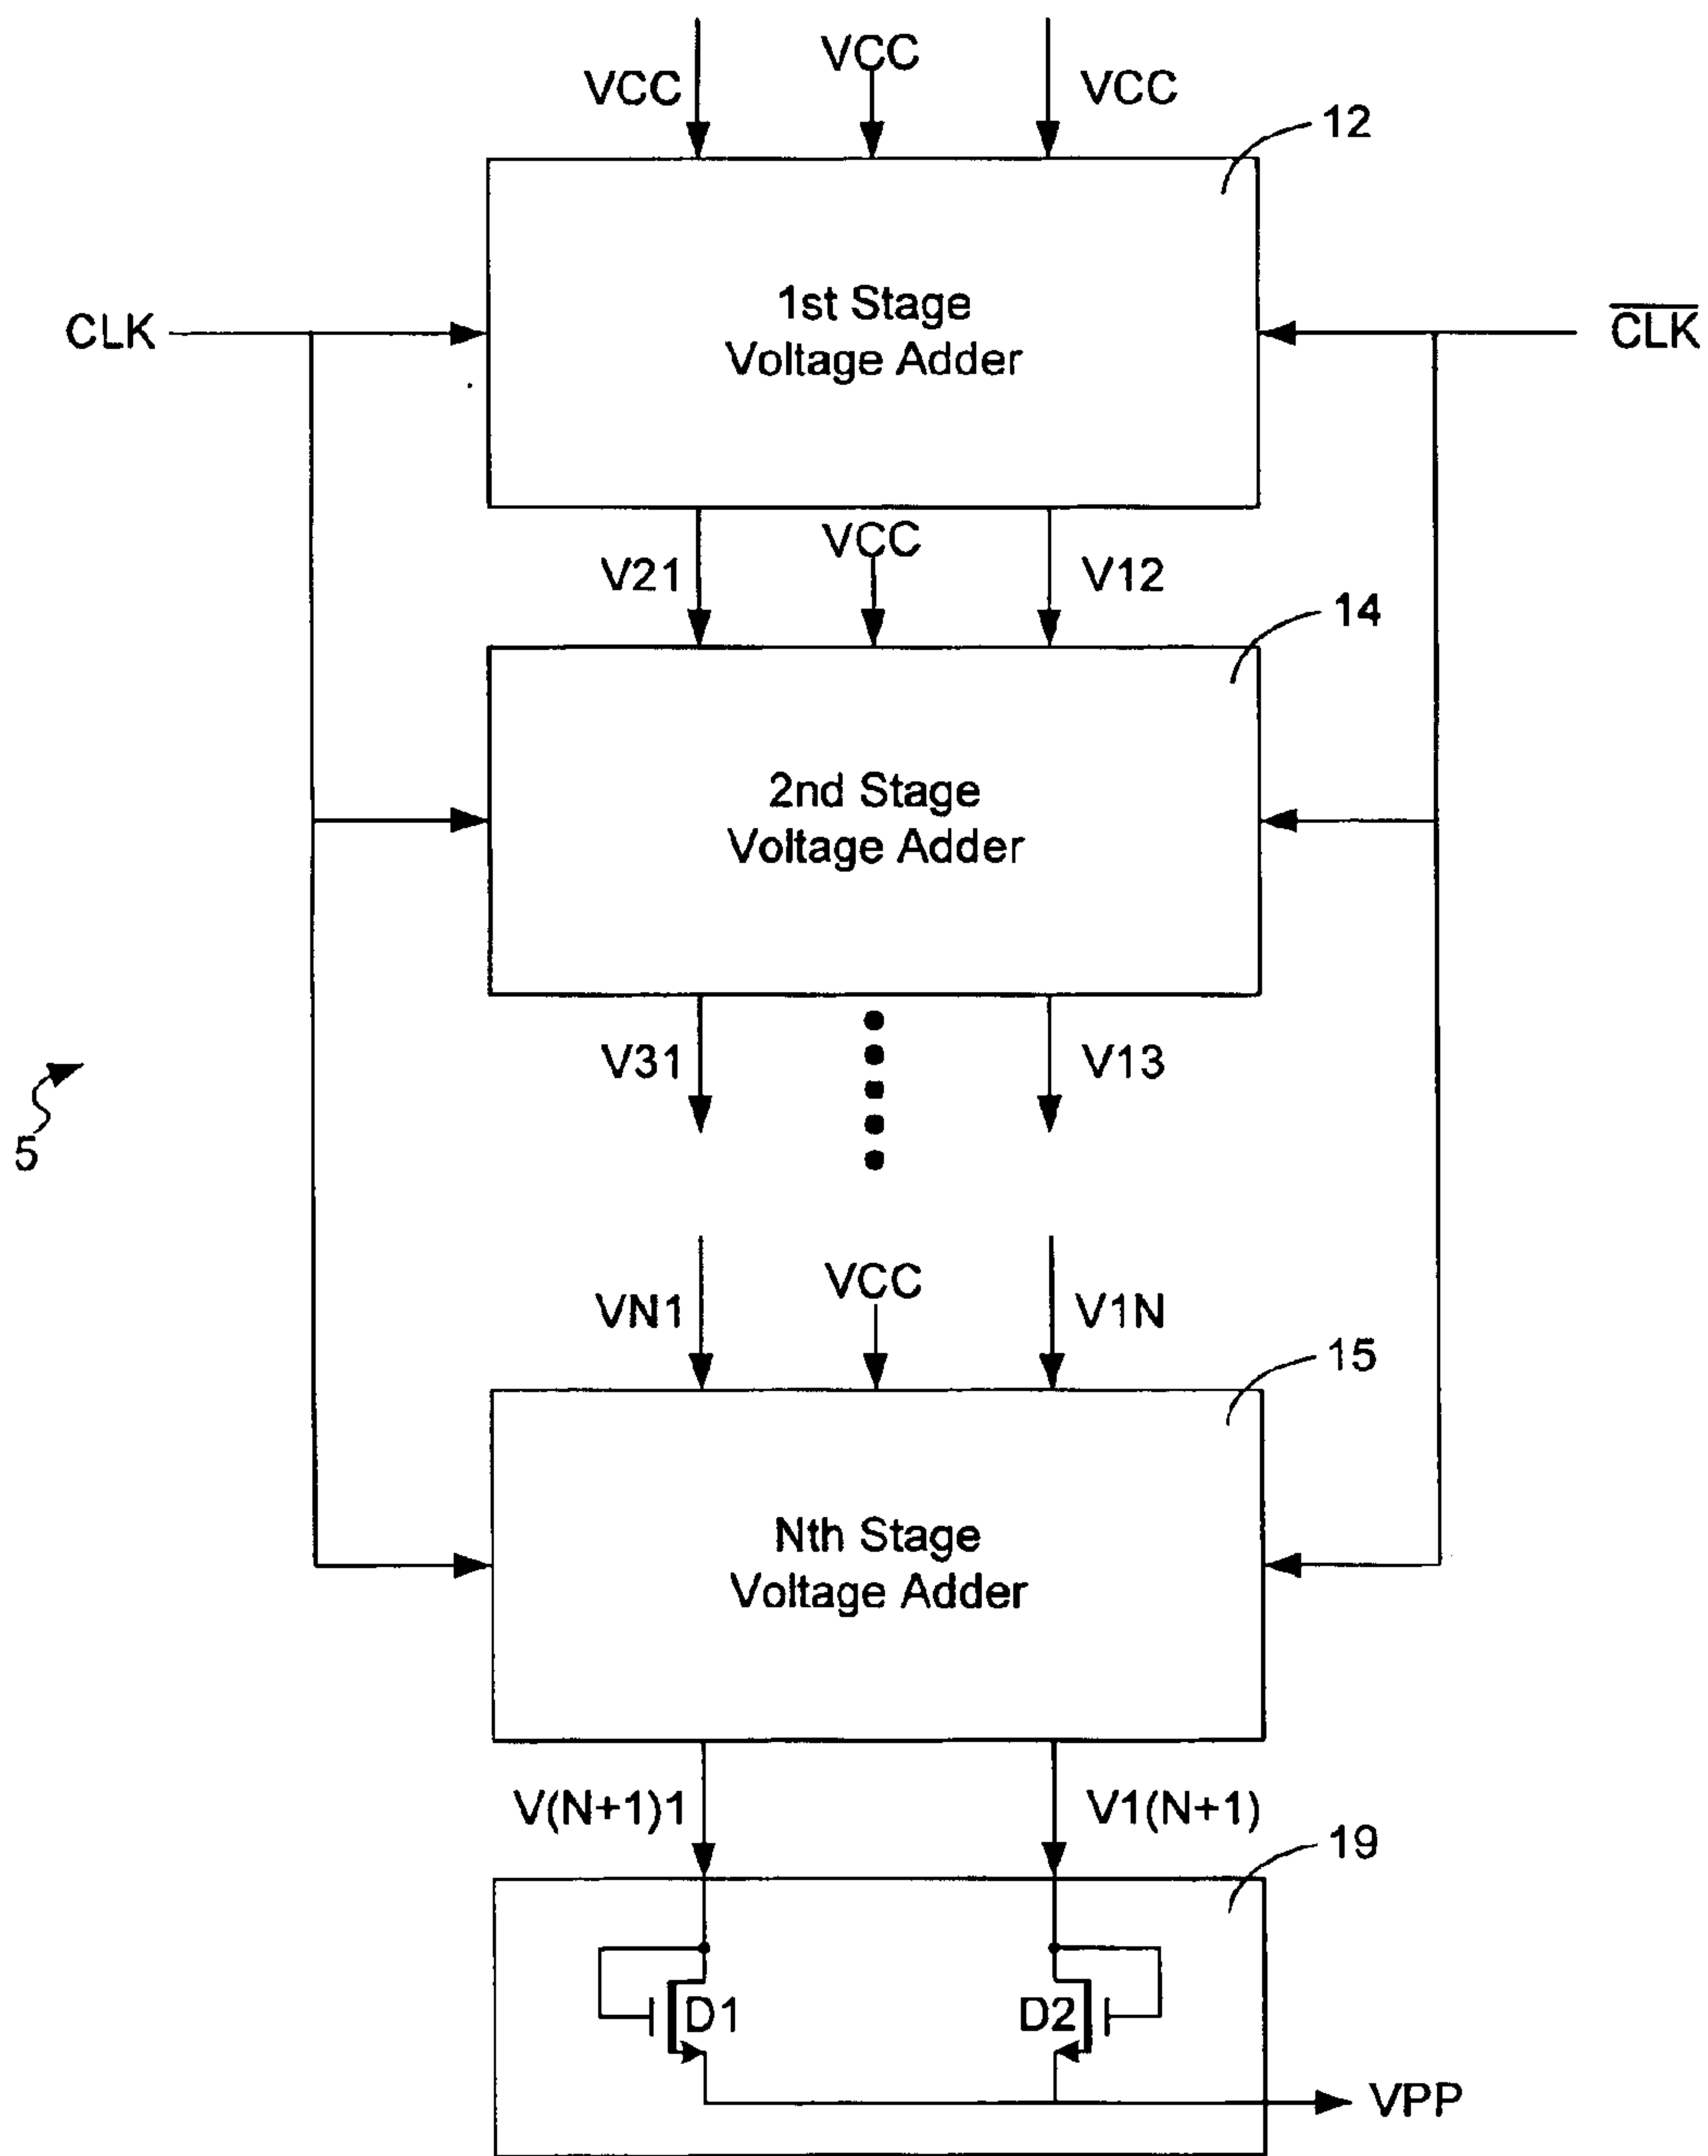 VCC
VCC
VCC
12
CLK
1st Stage
Voltage Adder
C̅L̅K̅
V21
VCC
V12
14
2nd Stage
Voltage Adder
V31
V13
5
VN1
VCC
V1N
15
Nth Stage
Voltage Adder
V(N+1)1
V1(N+1)
19
D1
D2
VPP